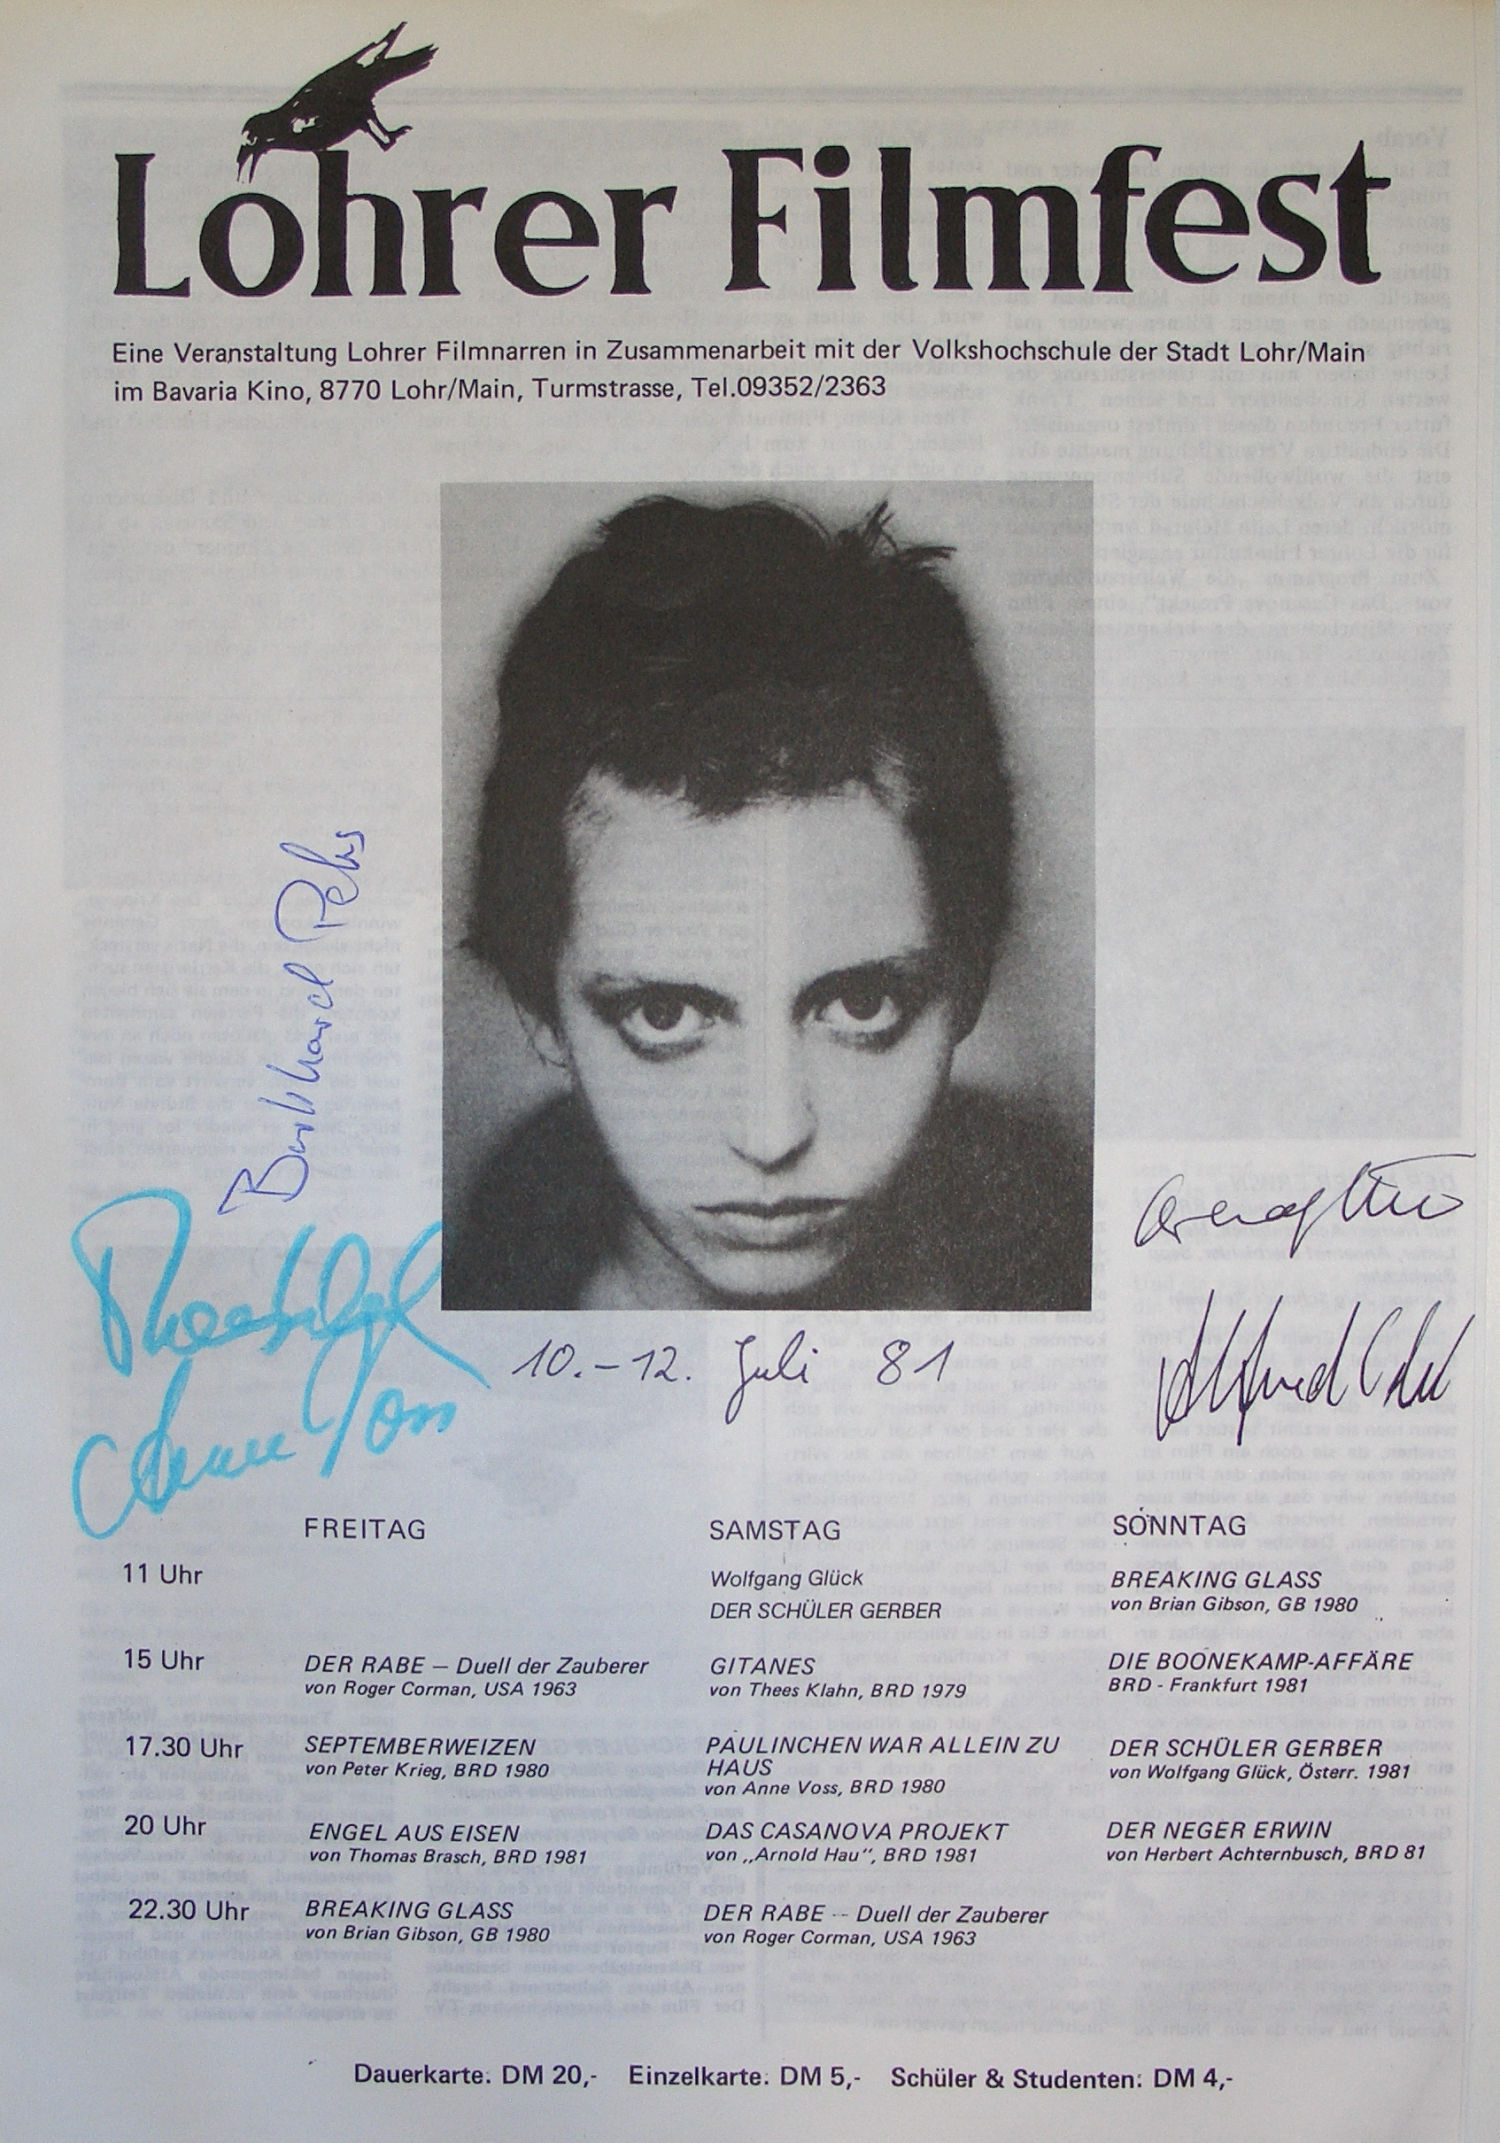 Lohrer Filmfest
Eine Veranstaltung Lohrer Filmnarren in Zusammenarbeit mit der Volkshochschule der Stadt Lohr/Main
im Bavaria Kino, 8770 Lohr/Main, Turmstrasse, Tel.09352/2363
10.-12. Juli 81
FREITAG SAMSTAG SONNTAG
11 Uhr Wolfgang Glück BREAKING GLASS
DER SCHÜLER GERBER von Brian Gibson, GB 1980
15 Uhr DER RABE – Duell der Zauberer GITANES DIE BOONEKAMP-AFFÄRE
von Roger Corman, USA 1963 von Thees Klahn, BRD 1979 BRD - Frankfurt 1981
17.30 Uhr SEPTEMBERWEIZEN PAULINCHEN WAR ALLEIN ZU DER SCHÜLER GERBER
von Peter Krieg, BRD 1980 HAUS von Wolfgang Glück, Österr. 1981
von Anne Voss, BRD 1980
20 Uhr ENGEL AUS EISEN DAS CASANOVA PROJEKT DER NEGER ERWIN
von Thomas Brasch, BRD 1981 von „Arnold Hau“, BRD 1981 von Herbert Achternbusch, BRD 81
22.30 Uhr BREAKING GLASS DER RABE -- Duell der Zauberer
von Brian Gibson, GB 1980 von Roger Corman, USA 1963
Dauerkarte: DM 20,- Einzelkarte: DM 5,- Schüler & Studenten: DM 4,-